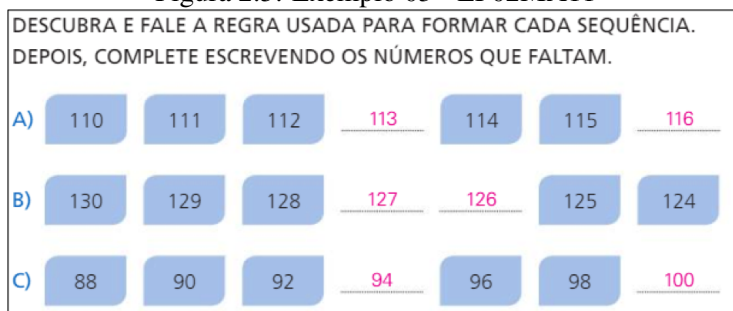 DESCUBRA E FALE A REGRA USADA PARA FORMAR CADA SEQUÊNCIA.
DEPOIS, COMPLETE ESCREVENDO OS NÚMEROS QUE FALTAM.
A) 110 111 112 113 114 115 116
B) 130 129 128 127 126 125 124
C) 88 90 92 94 96 98 100